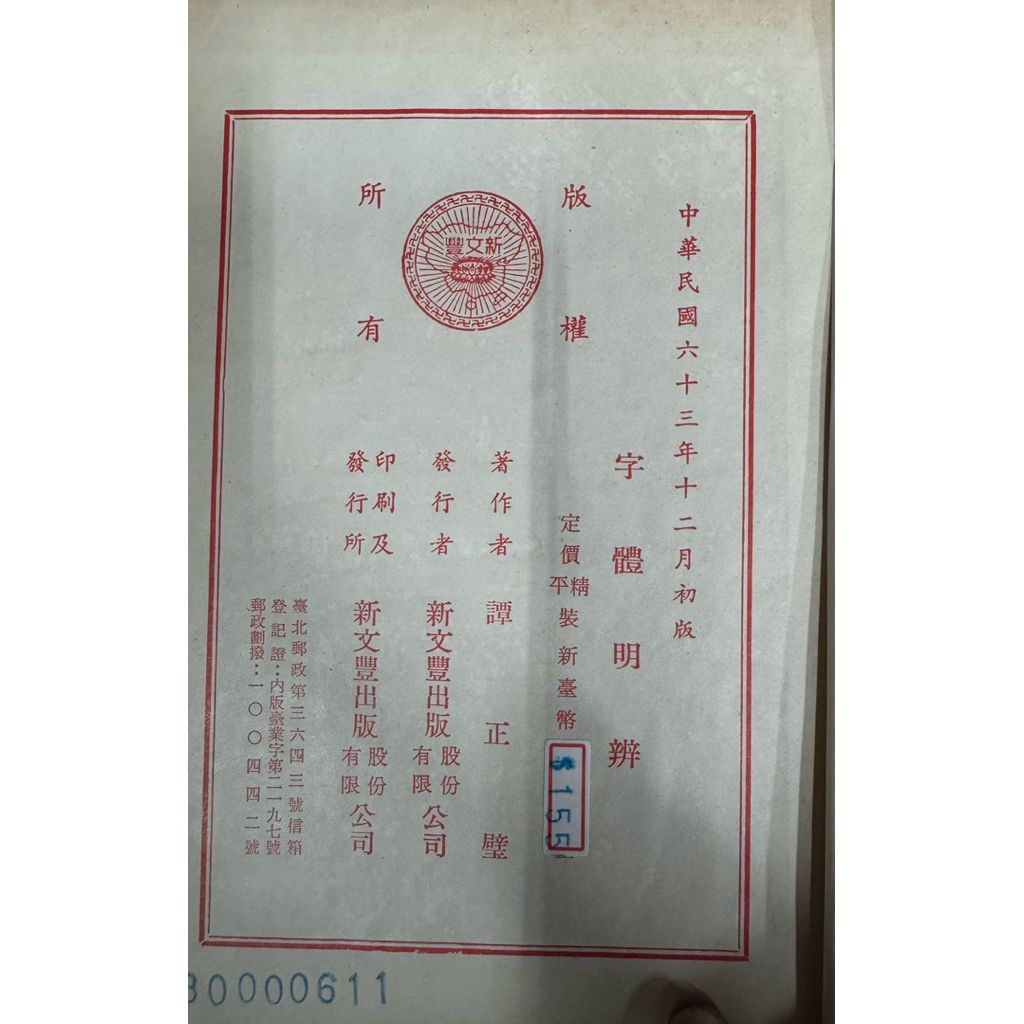 中華民國六十三年十二月初版
字體明辨
定價
精
平
裝
新臺幣
$155
版權
所有
新文豐
著作者 譚正璧
發行者 新文豐出版股份有限公司
印刷及
發行所 新文豐出版股份有限公司
臺北郵政第三六四三號信箱
登記證：內版臺業字第二一九七號
郵政劃撥：一〇〇四四二號
0000611